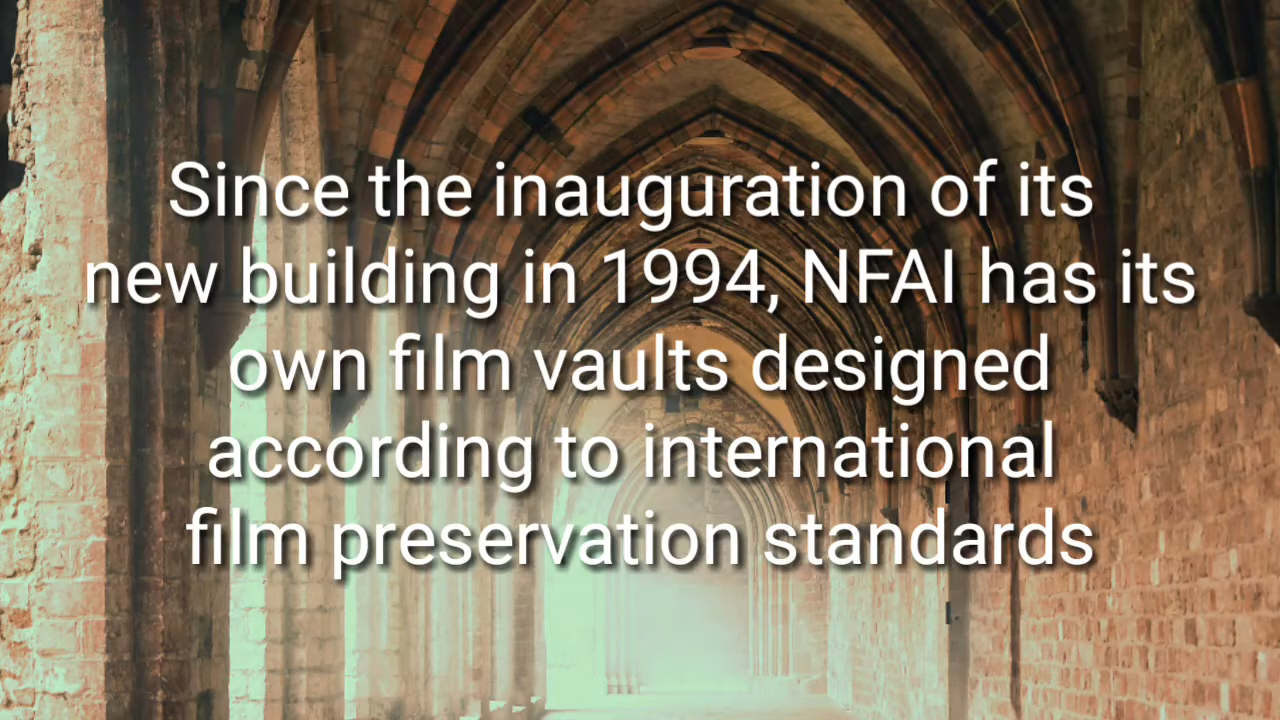 Since the inauguration of its
new building in 1994, NFAI has its
own film vaults designed
according to international
film preservation standards